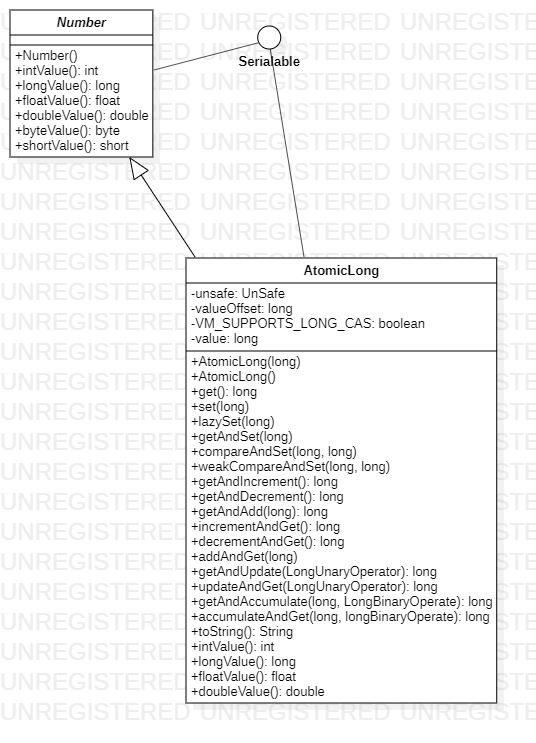 Number
+Number()
+intValue(): int
+longValue(): long
+floatValue(): float
+doubleValue(): double
+byteValue(): byte
+shortValue(): short
Serialable
AtomicLong
-unsafe: UnSafe
-valueOffset: long
-VM_SUPPORTS_LONG_CAS: boolean
-value: long
+AtomicLong(long)
+AtomicLong()
+get(): long
+set(long)
+lazySet(long)
+getAndSet(long)
+compareAndSet(long, long)
+weakCompareAndSet(long, long)
+getAndIncrement(): long
+getAndDecrement(): long
+getAndAdd(long): long
+incrementAndGet(): long
+decrementAndGet(): long
+addAndGet(long)
+getAndUpdate(LongUnaryOperator): long
+updateAndGet(LongUnaryOperator): long
+getAndAccumulate(long, LongBinaryOperate): long
+accumulateAndGet(long, longBinaryOperate): long
+toString(): String
+intValue(): int
+longValue(): long
+floatValue(): float
+doubleValue(): double
UNREGISTERED